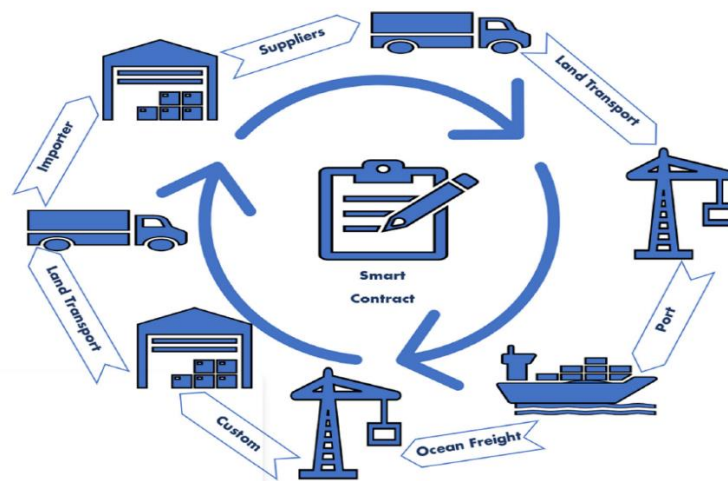 Suppliers
Land Transport
Port
Ocean Freight
Custom
Land Transport
Importer
Smart
Contract